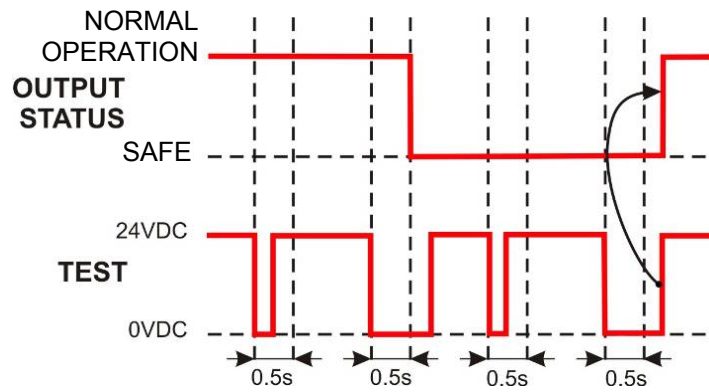 NORMAL
OPERATION
OUTPUT
STATUS
SAFE
24VDC
TEST
0VDC
0.5s 0.5s 0.5s 0.5s